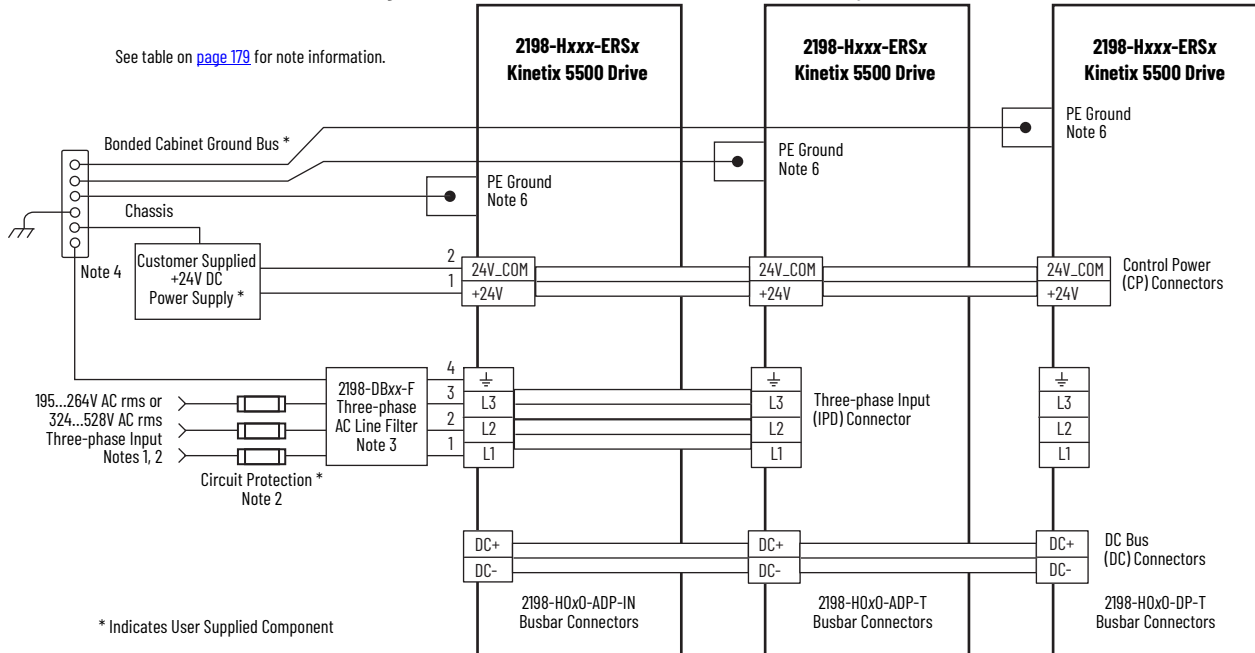 See table on page 179 for note information.
2198-Hxxx-ERSx
Kinetix 5500 Drive
2198-Hxxx-ERSx
Kinetix 5500 Drive
2198-Hxxx-ERSx
Kinetix 5500 Drive
Bonded Cabinet Ground Bus *
PE Ground
Note 6
PE Ground
Note 6
PE Ground
Note 6
Chassis
Note 4
Customer Supplied
+24V DC
Power Supply *
2
1
24V_COM
+24V
24V_COM
+24V
24V_COM
+24V
Control Power
(CP) Connectors
195...264V AC rms or
324...528V AC rms
Three-phase Input
Notes 1, 2
Circuit Protection *
Note 2
2198-DBxx-F
Three-phase
AC Line Filter
Note 3
4
3
2
1
L3
L2
L1
L3
L2
L1
Three-phase Input
(IPD) Connector
L3
L2
L1
DC+
DC-
DC+
DC-
DC+
DC-
DC Bus
(DC) Connectors
2198-H0x0-ADP-IN
Busbar Connectors
2198-H0x0-ADP-T
Busbar Connectors
2198-H0x0-DP-T
Busbar Connectors
* Indicates User Supplied Component